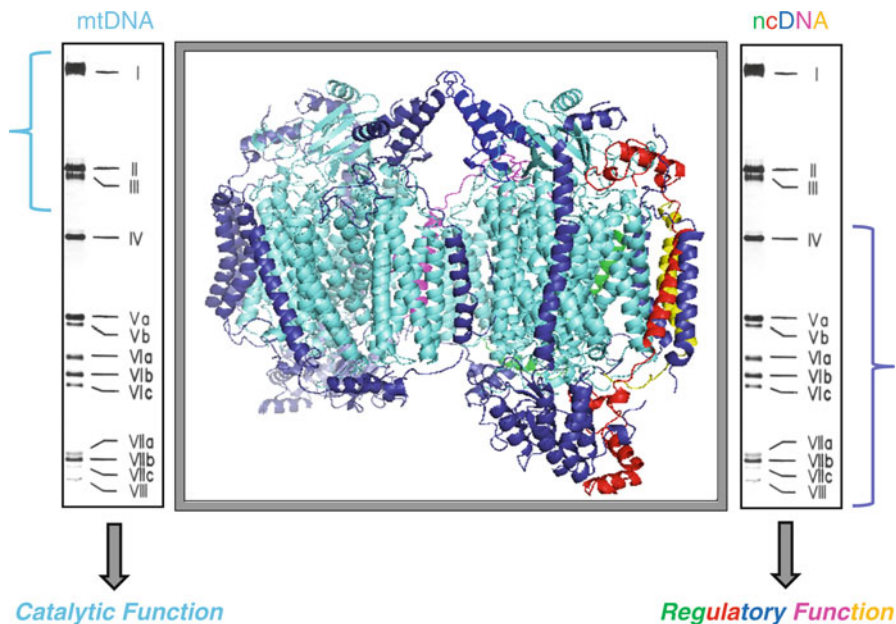 mtDNA
I
II
III
IV
Va
Vb
VIa
VIb
VIc
VIIa
VIIb
VIIc
VIII
Catalytic Function
ncDNA
I
II
III
IV
Va
Vb
VIa
VIb
VIc
VIIa
VIIb
VIIc
VIII
Regulatory Function